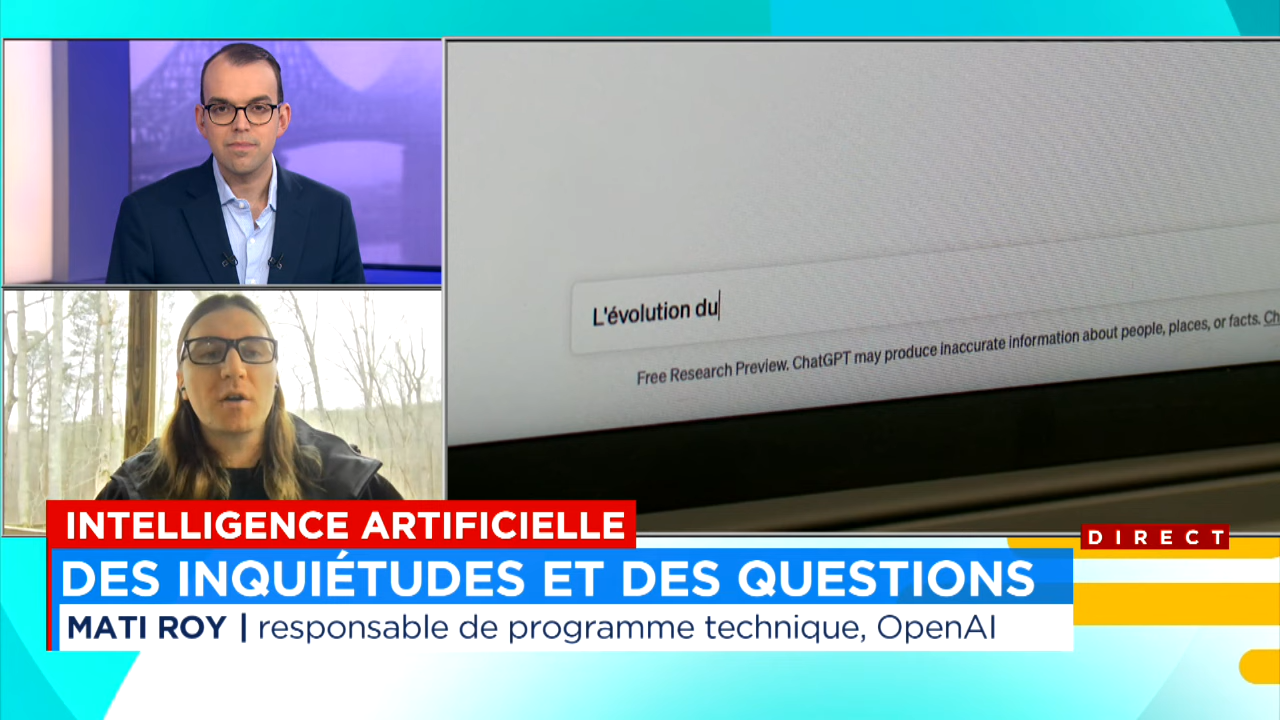 L'évolution du
Free Research Preview. ChatGPT may produce inaccurate information about people, places, or facts. Ch
INTELLIGENCE ARTIFICIELLE
DIRECT
DES INQUIÉTUDES ET DES QUESTIONS
MATI ROY | responsable de programme technique, OpenAI